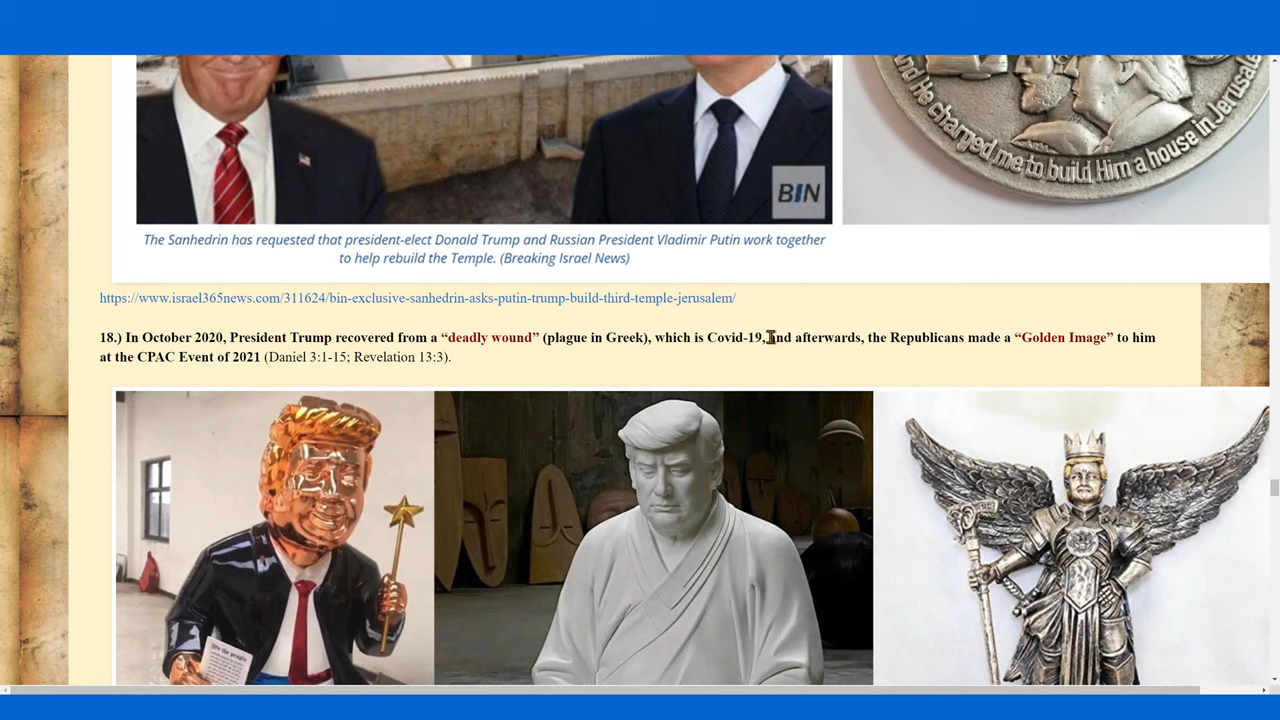 And He charged me to build Him a house in Jerusale
BIN
The Sanhedrin has requested that president-elect Donald Trump and Russian President Vladimir Putin work together
to help rebuild the Temple. (Breaking Israel News)
https://www.israel365news.com/311624/bin-exclusive-sanhedrin-asks-putin-trump-build-third-temple-jerusalem/
18.) In October 2020, President Trump recovered from a “deadly wound” (plague in Greek), which is Covid-19, and afterwards, the Republicans made a “Golden Image” to him
at the CPAC Event of 2021 (Daniel 3:1-15; Revelation 13:3).
We the people